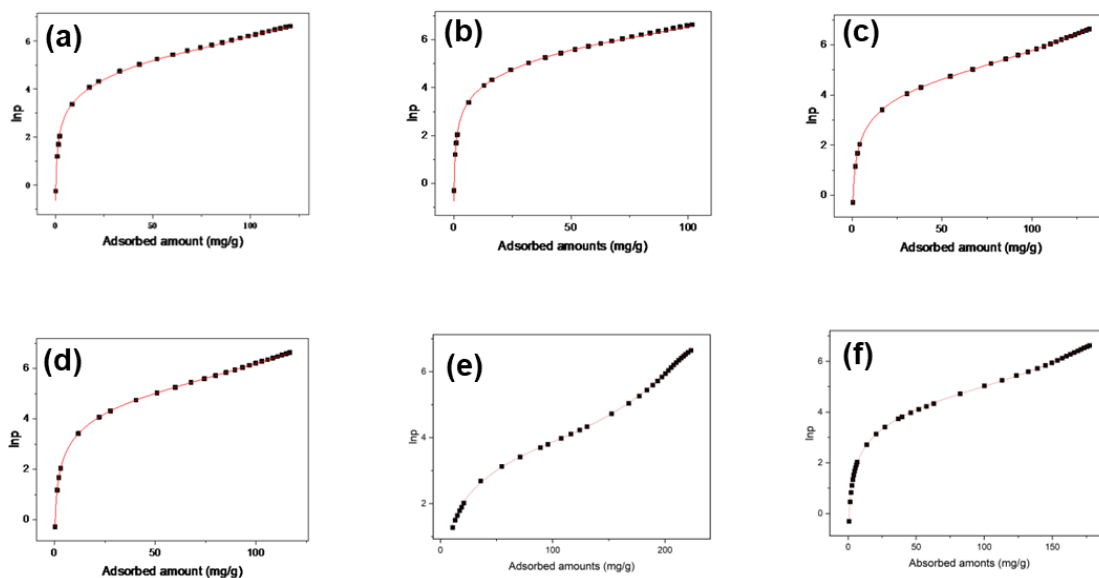 (a)
6
4
2
0
lnp
0 50 100
Adsorbed amount (mg/g)
(b)
6
4
2
0
lnp
0 50 100
Adsorbed amounts (mg/g)
(c)
6
4
2
0
lnp
0 50 100
Adsorbed amount (mg/g)
(d)
6
4
2
0
lnp
0 50 100
Adsorbed amount (mg/g)
(e)
6
4
2
lnp
0 100 200
Adsorbed amounts (mg/g)
(f)
6
4
2
0
lnp
0 50 100 150
Absorbed amonts (mg/g)